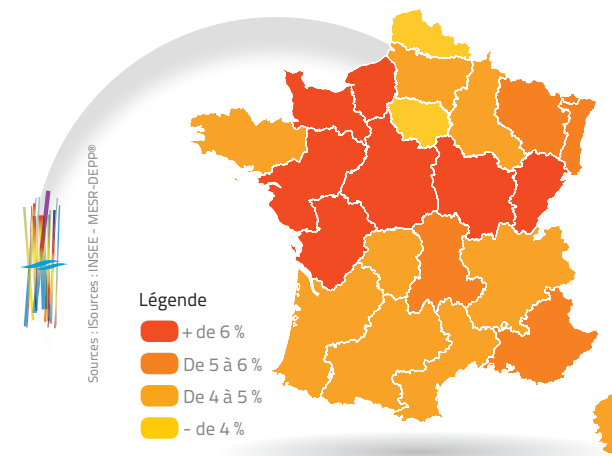 Sources : ISources : INSEE - MESR-DEPP®
Légende
+ de 6 %
De 5 à 6 %
De 4 à 5 %
- de 4 %